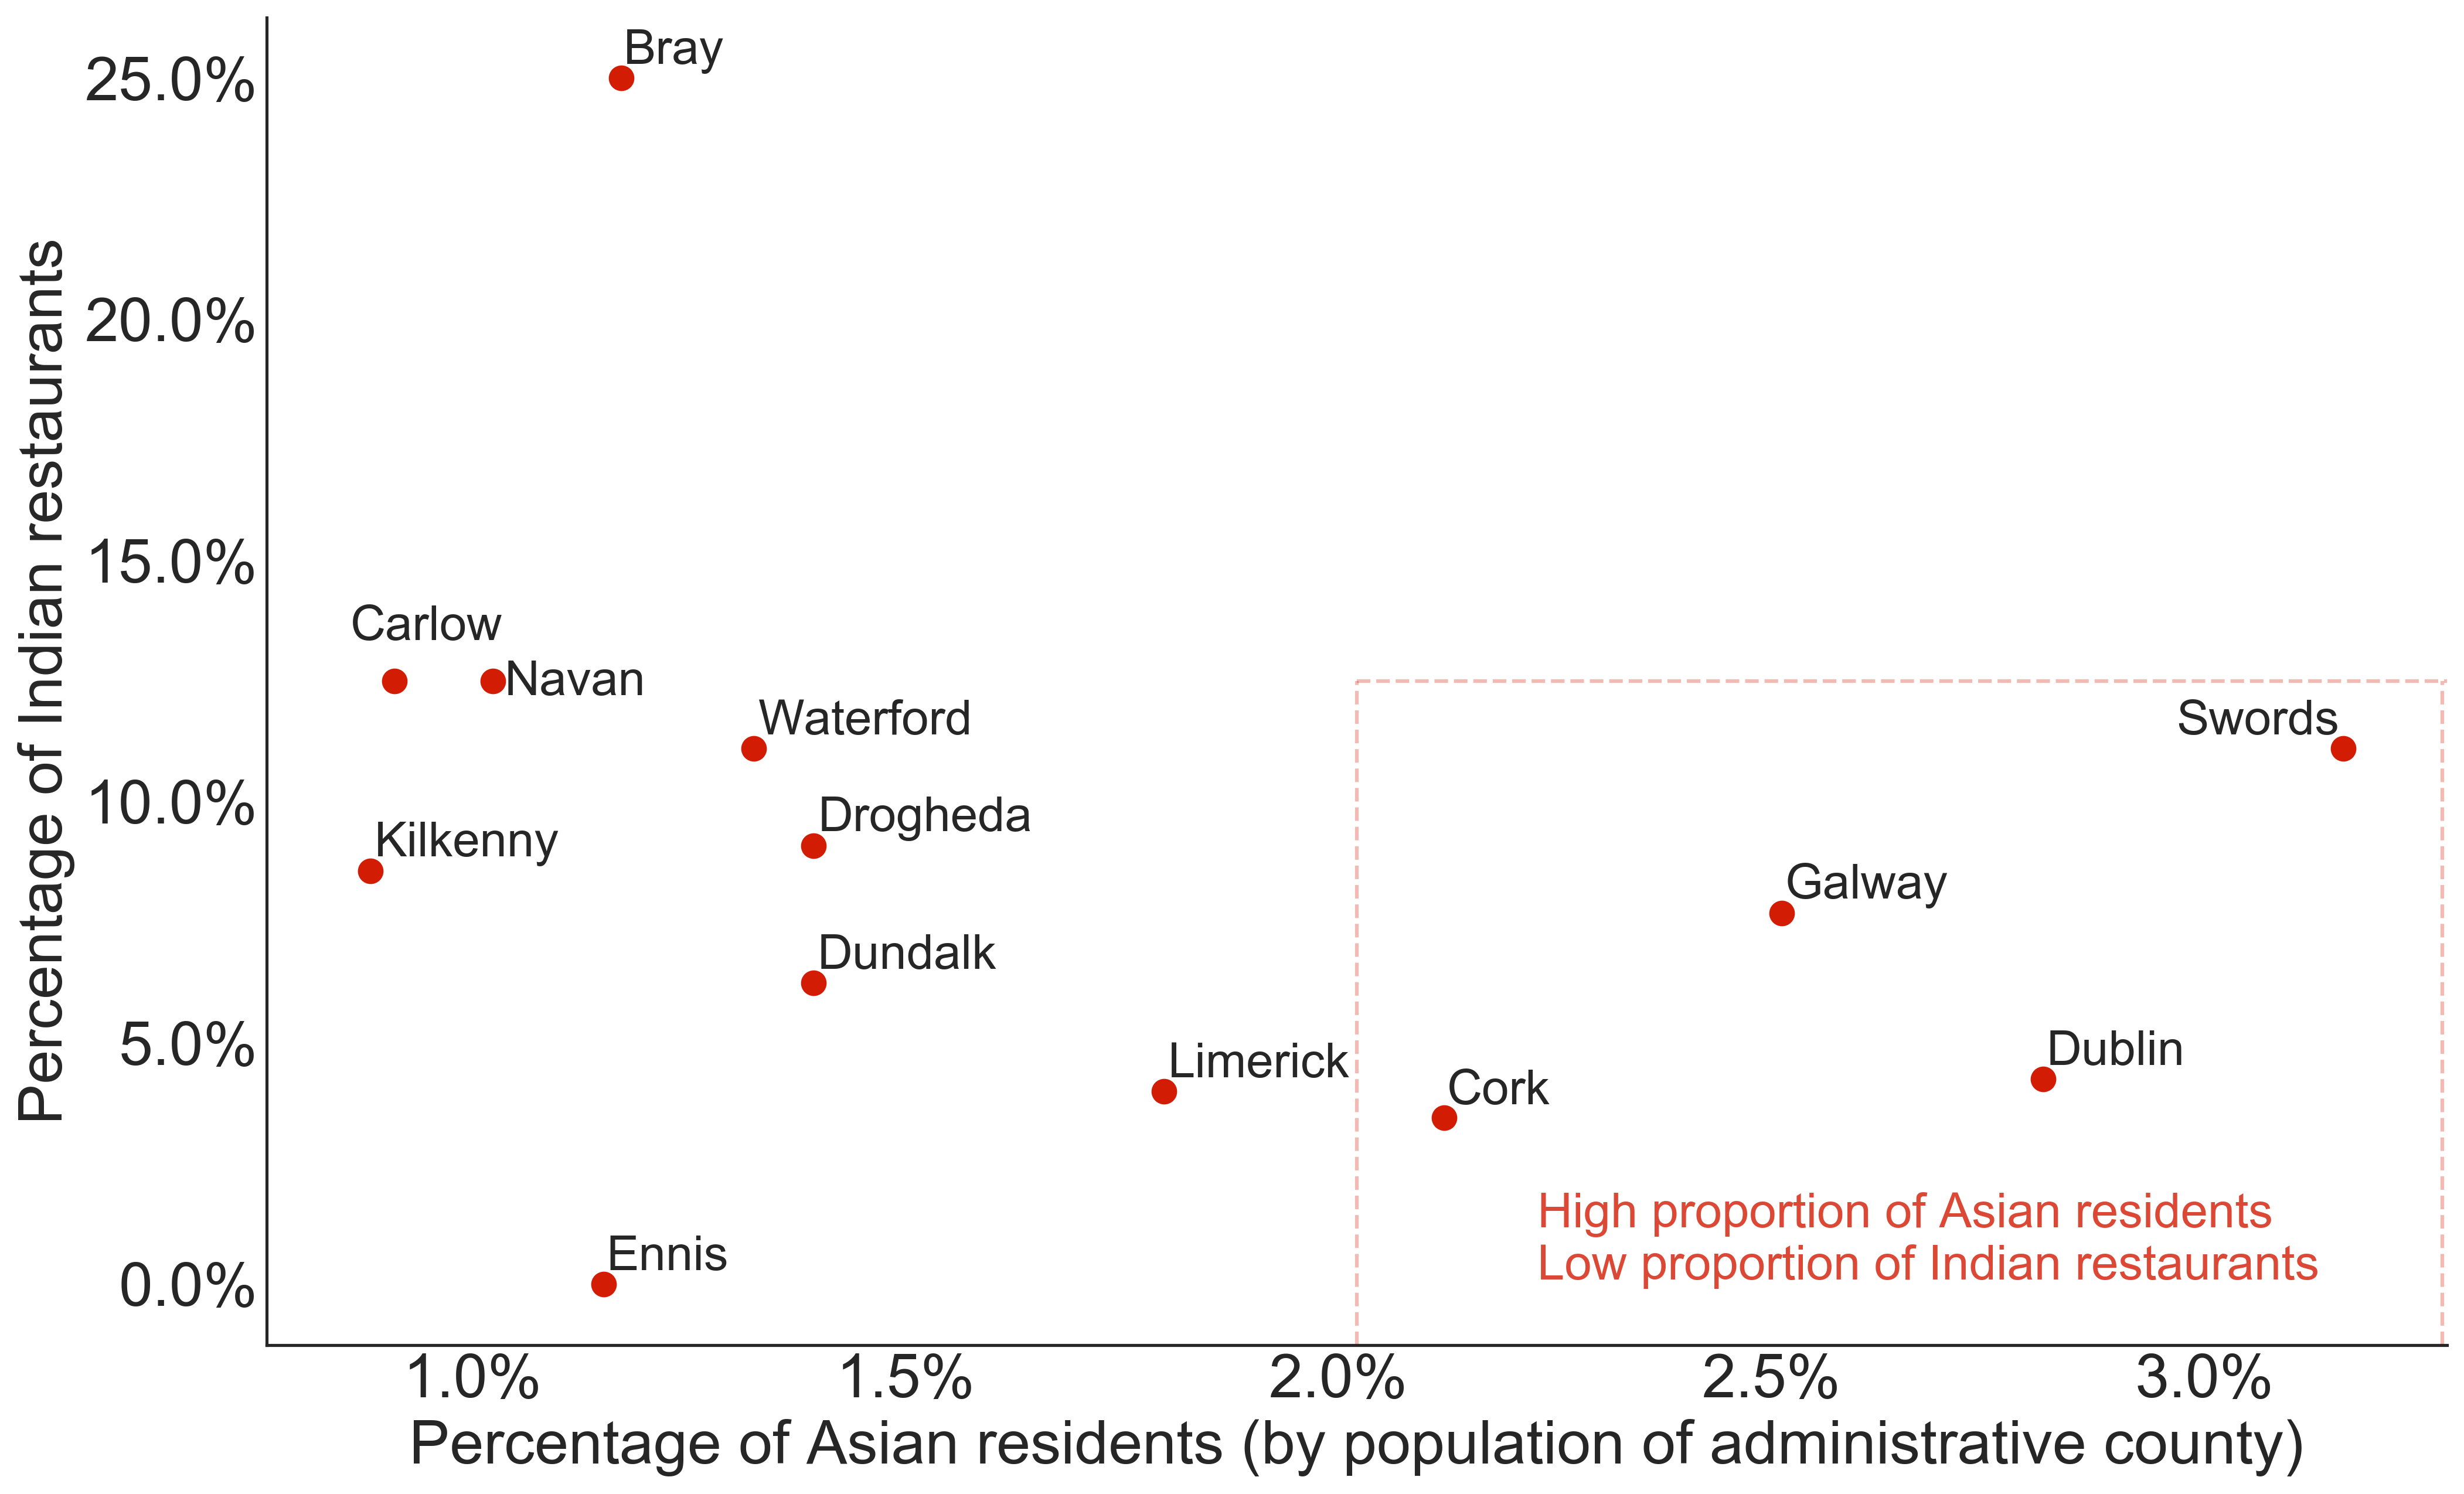 Bray
25.0%
20.0%
15.0%
10.0%
5.0%
0.0%
Percentage of Indian restaurants
Carlow
Navan
Waterford
Swords
Drogheda
Kilkenny
Galway
Dundalk
Limerick
Dublin
Cork
Ennis
High proportion of Asian residents
Low proportion of Indian restaurants
1.0% 1.5% 2.0% 2.5% 3.0%
Percentage of Asian residents (by population of administrative county)